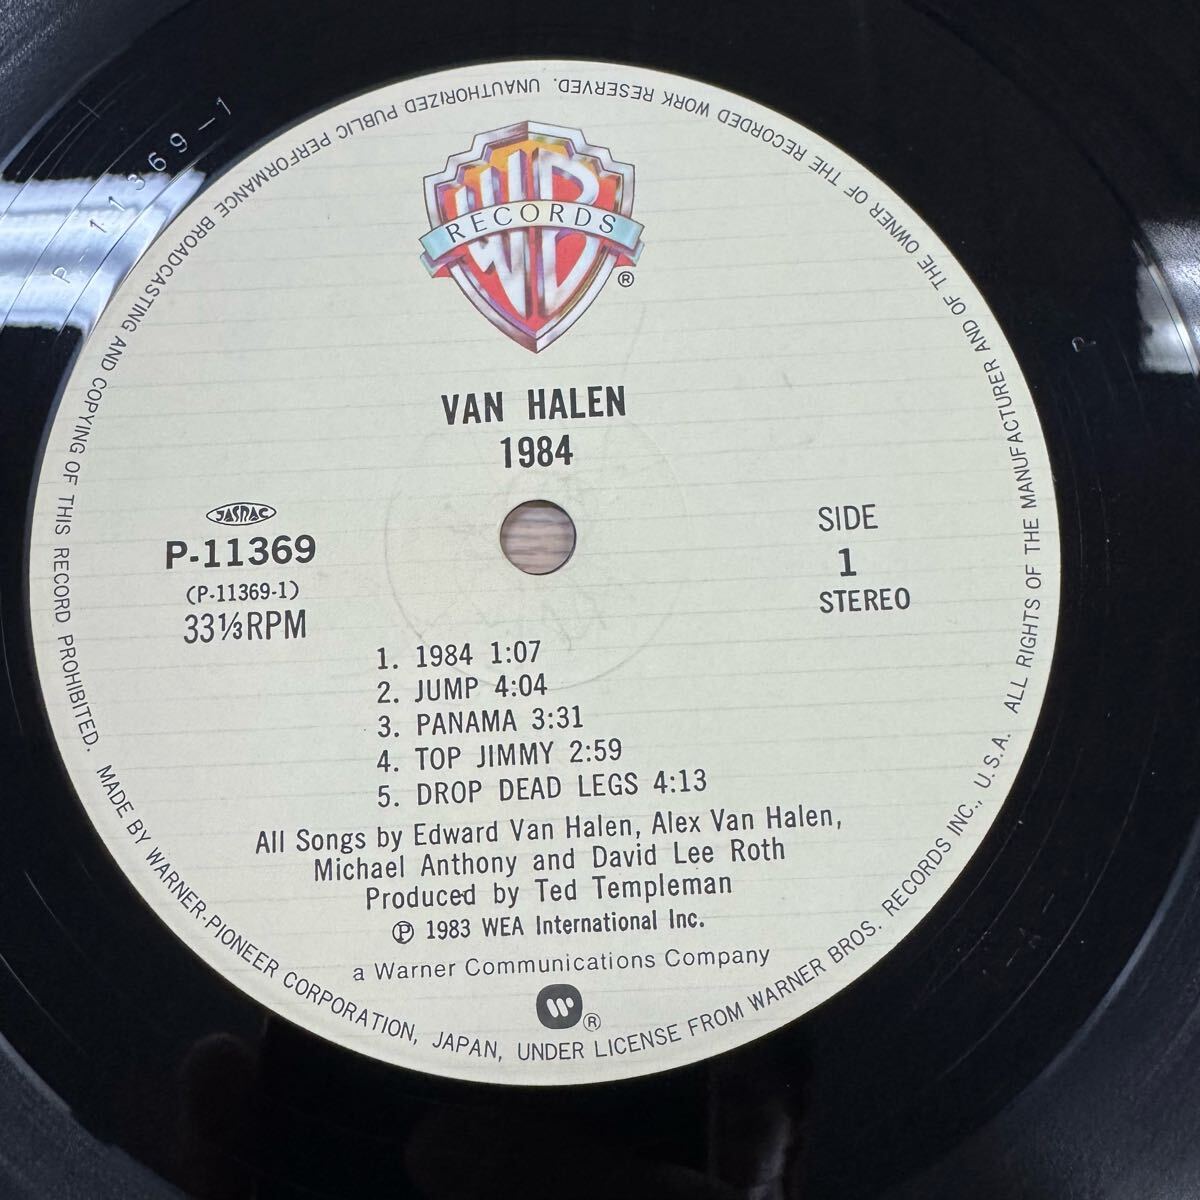 WB
RECORDS
®
VAN HALEN
1984
JASRAC
P-11369
(P-11369-1)
33⅓RPM
SIDE
1
STEREO
1. 1984 1:07
2. JUMP 4:04
3. PANAMA 3:31
4. TOP JIMMY 2:59
5. DROP DEAD LEGS 4:13
All Songs by Edward Van Halen, Alex Van Halen,
Michael Anthony and David Lee Roth
Produced by Ted Templeman
Ⓟ 1983 WEA International Inc.
a Warner Communications Company
®
MADE BY WARNER-PIONEER CORPORATION, JAPAN, UNDER LICENSE FROM WARNER BROS. RECORDS INC., U.S.A. ALL RIGHTS OF THE MANUFACTURER AND OF THE OWNER OF THE RECORDED WORK RESERVED. UNAUTHORIZED PUBLIC PERFORMANCE BROADCASTING AND COPYING OF THIS RECORD PROHIBITED.
P-11369-1
P